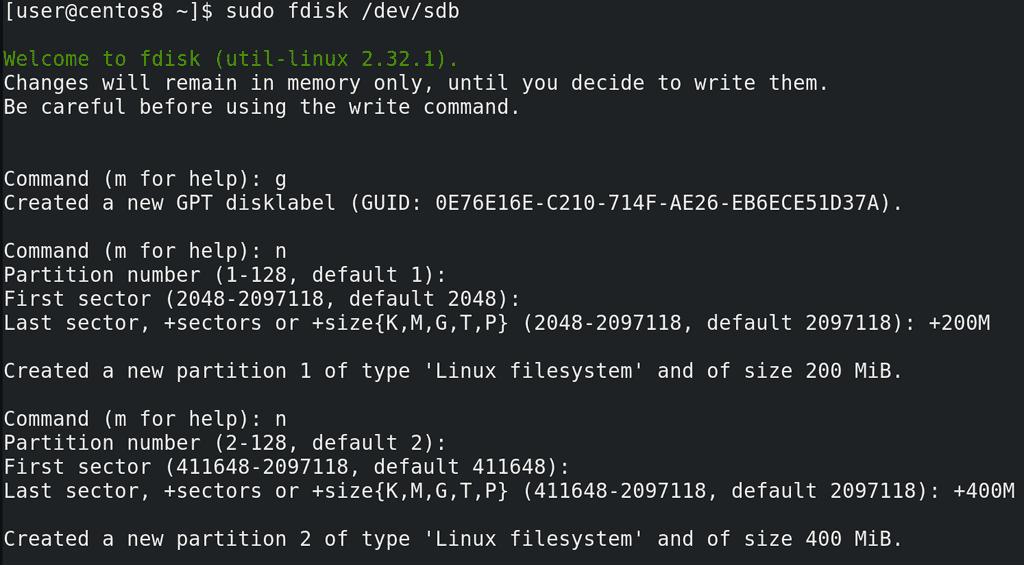 [user@centos8 ~]$ sudo fdisk /dev/sdb
Welcome to fdisk (util-linux 2.32.1).
Changes will remain in memory only, until you decide to write them.
Be careful before using the write command.
Command (m for help): g
Created a new GPT disklabel (GUID: 0E76E16E-C210-714F-AE26-EB6ECE51D37A).
Command (m for help): n
Partition number (1-128, default 1):
First sector (2048-2097118, default 2048):
Last sector, +sectors or +size{K,M,G,T,P} (2048-2097118, default 2097118): +200M
Created a new partition 1 of type 'Linux filesystem' and of size 200 MiB.
Command (m for help): n
Partition number (2-128, default 2):
First sector (411648-2097118, default 411648):
Last sector, +sectors or +size{K,M,G,T,P} (411648-2097118, default 2097118): +400M
Created a new partition 2 of type 'Linux filesystem' and of size 400 MiB.